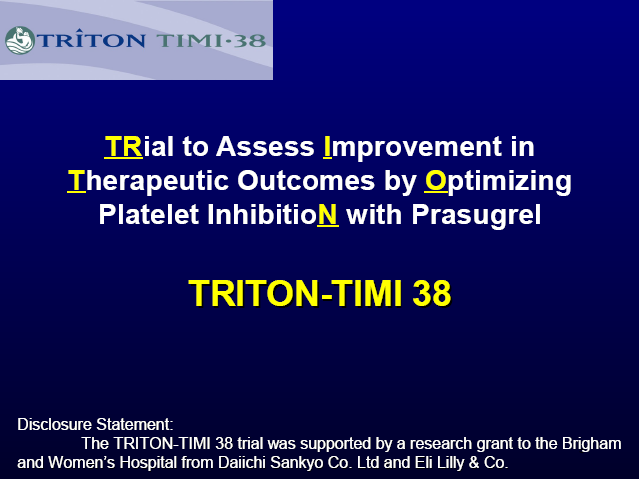 TRITON TIMI-38
TRial to Assess Improvement in
Therapeutic Outcomes by Optimizing
Platelet InhibitioN with Prasugrel
TRITON-TIMI 38
Disclosure Statement:
The TRITON-TIMI 38 trial was supported by a research grant to the Brigham
and Women's Hospital from Daiichi Sankyo Co. Ltd and Eli Lilly & Co.